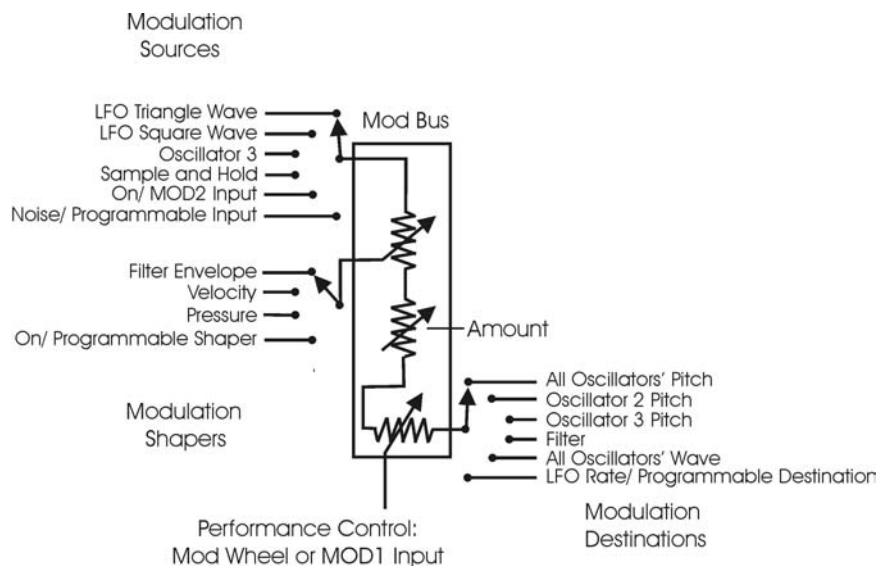 Modulation
Sources
LFO Triangle Wave
LFO Square Wave
Oscillator 3
Sample and Hold
On/ MOD2 Input
Noise/ Programmable Input
Mod Bus
Filter Envelope
Velocity
Pressure
On/ Programmable Shaper
Amount
Modulation
Shapers
All Oscillators' Pitch
Oscillator 2 Pitch
Oscillator 3 Pitch
Filter
All Oscillators' Wave
LFO Rate/ Programmable Destination
Performance Control:
Mod Wheel or MOD1 Input
Modulation
Destinations